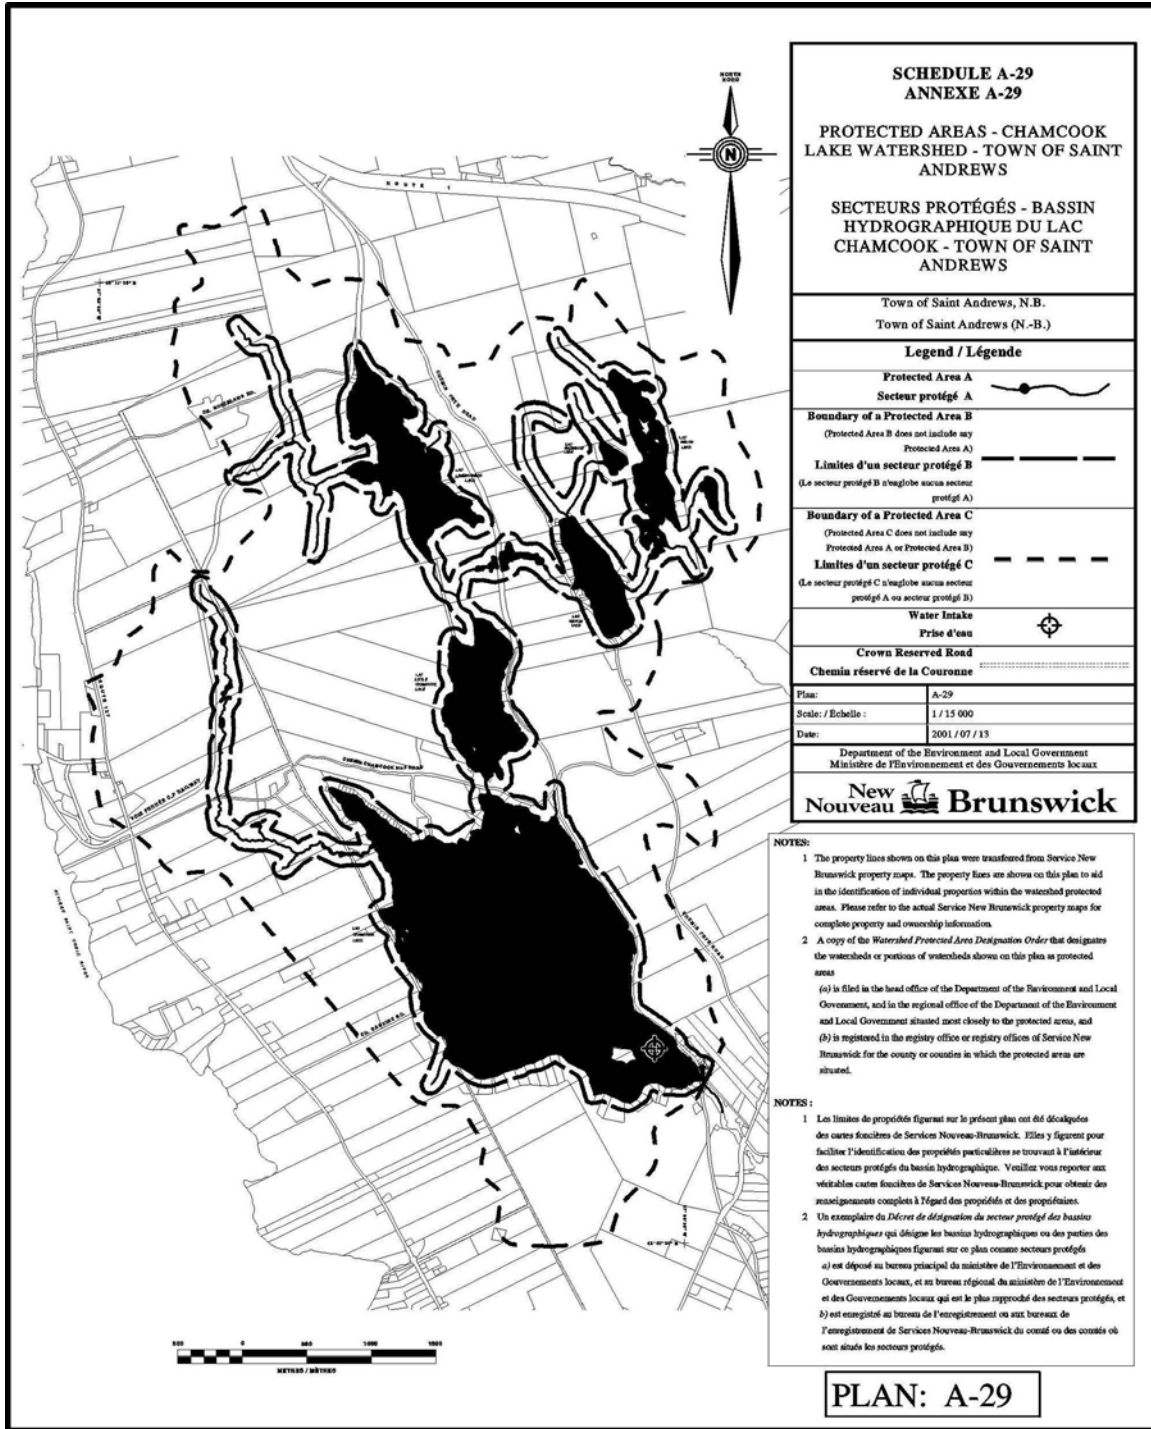 SCHEDULE A-29
ANNEXE A-29
PROTECTED AREAS - CHAMCOOK
LAKE WATERSHED - TOWN OF SAINT
ANDREWS
SECTEURS PROTÉGÉS - BASSIN
HYDROGRAPHIQUE DU LAC
CHAMCOOK - TOWN OF SAINT
ANDREWS
Town of Saint Andrews, N.B.
Town of Saint Andrews (N.-B.)
Legend / Légende
Protected Area A
Secteur protégé A
Boundary of a Protected Area B
(Protected Area B does not include any
Protected Area A)
Limites d'un secteur protégé B
(Le secteur protégé B n'englobe aucun secteur
protégé A)
Boundary of a Protected Area C
(Protected Area C does not include any
Protected Area A or Protected Area B)
Limites d'un secteur protégé C
(Le secteur protégé C n'englobe aucun secteur
protégé A ou secteur protégé B)
Water Intake
Prise d'eau
Crown Reserved Road
Chemin réservé de la Couronne
Plan: A-29
Scale: / Échelle : 1 / 15 000
Date: 2001 / 07 / 13
Department of the Environment and Local Government
Ministère de l'Environnement et des Gouvernements locaux
New Nouveau Brunswick
NOTES:
1 The property lines shown on this plan were transferred from Service New
Brunswick property maps. The property lines are shown on this plan to aid
in the identification of individual properties within the watershed protected
areas. Please refer to the actual Service New Brunswick property maps for
complete property and ownership information.
2 A copy of the Watershed Protected Area Designation Order that designates
the watersheds or portions of watersheds shown on this plan as protected
areas
(a) is filed in the head office of the Department of the Environment and Local
Government, and in the regional office of the Department of the Environment
and Local Government situated most closely to the protected areas, and
(b) is registered in the registry office or registry offices of Service New
Brunswick for the county or counties in which the protected areas are
situated.
NOTES :
1 Les limites de propriétés figurant sur le présent plan ont été décalquées
des cartes foncières de Services Nouveau-Brunswick. Elles y figurent pour
faciliter l'identification des propriétés particulières se trouvant à l'intérieur
des secteurs protégés du bassin hydrographique. Veuillez vous reporter aux
véritables cartes foncières de Services Nouveau-Brunswick pour obtenir des
renseignements complets à l'égard des propriétés et des propriétaires.
2 Un exemplaire du Décret de désignation du secteur protégé des bassins
hydrographiques qui désigne les bassins hydrographiques ou des parties des
bassins hydrographiques figurant sur ce plan comme secteurs protégés
a) est déposé au bureau principal du ministère de l'Environnement et des
Gouvernements locaux, et au bureau régional du ministère de l'Environnement
et des Gouvernements locaux qui est le plus rapproché des secteurs protégés, et
b) est enregistré au bureau de l'enregistrement ou aux bureaux de
l'enregistrement de Services Nouveau-Brunswick du comté ou des comtés où
sont situés les secteurs protégés.
PLAN: A-29
NORTH
NORD
N
ROUTE 1
ROUTE 127
500 0 500 1000 1500
METRES / MÈTRES